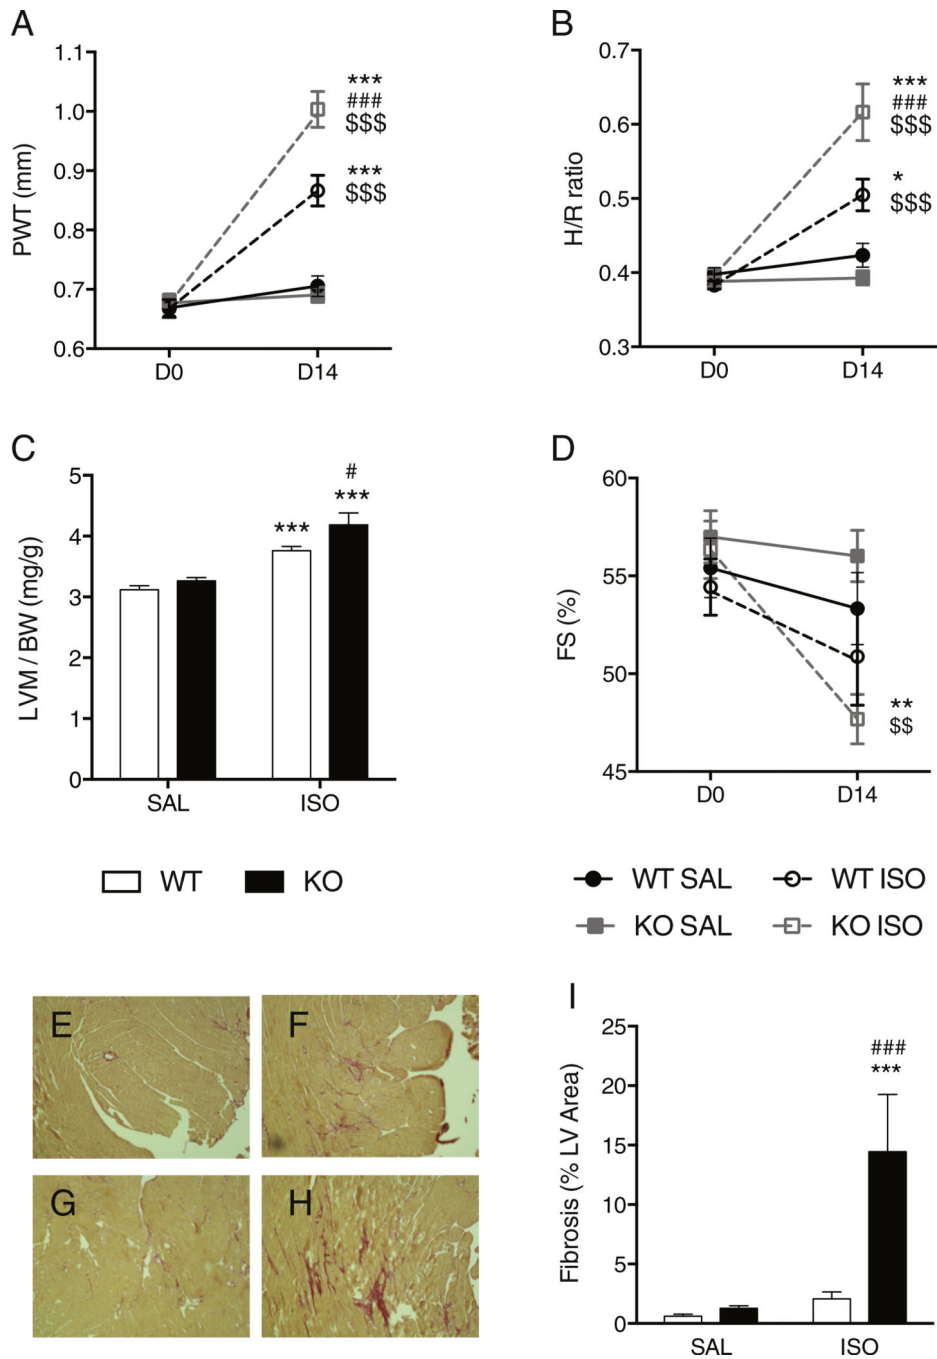 A
PWT (mm)
1.1
1.0
0.9
0.8
0.7
0.6
D0
D14
***
###
$$$
***
$$$
B
H/R ratio
0.7
0.6
0.5
0.4
0.3
D0
D14
***
###
$$$
*
$$$
C
LVM / BW (mg/g)
5
4
3
2
1
0
***
#
***
SAL
ISO
WT
KO
D
FS (%)
60
55
50
45
D0
D14
**
$$
WT SAL
WT ISO
KO SAL
KO ISO
E
F
G
H
I
Fibrosis (% LV Area)
25
20
15
10
5
0
###
***
SAL
ISO